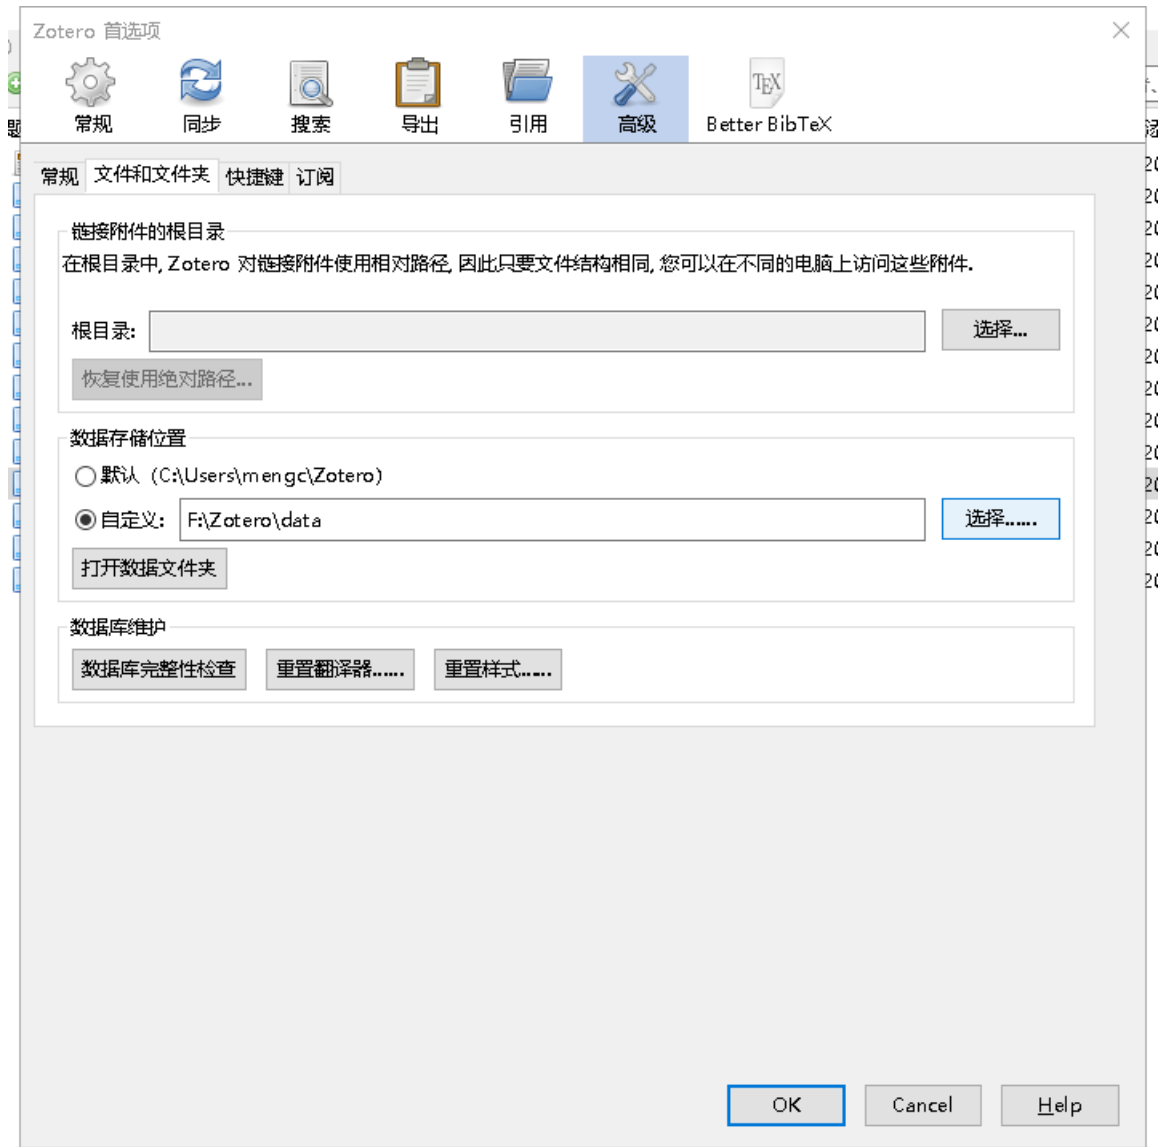 Zotero 首选项
常规 同步 搜索 导出 引用 高级 Better BibTeX
TEX
常规 文件和文件夹 快捷键 订阅
链接附件的根目录
在根目录中, Zotero 对链接附件使用相对路径, 因此只要文件结构相同, 您可以在不同的电脑上访问这些附件.
根目录: 选择...
恢复使用绝对路径...
数据存储位置
默认 (C:\Users\mengc\Zotero)
自定义: F:\Zotero\data 选择......
打开数据文件夹
数据库维护
数据库完整性检查 重置翻译器...... 重置样式......
OK Cancel Help